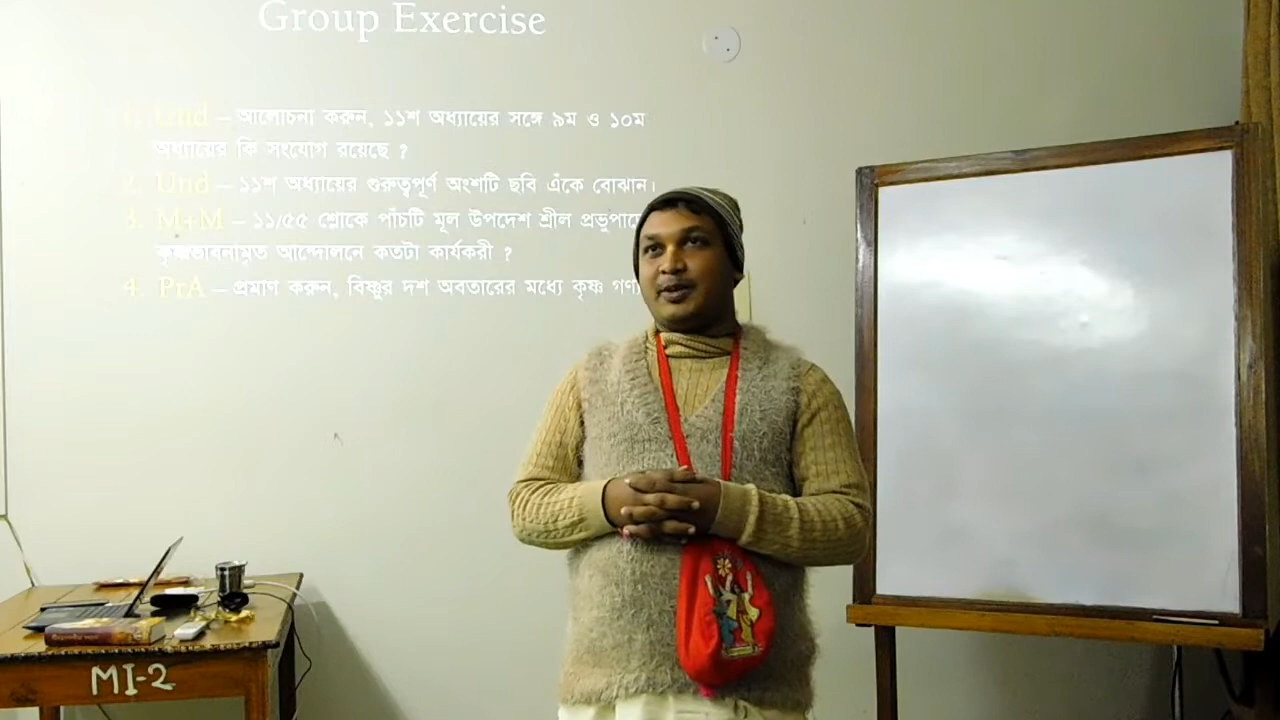 Group Exercise
1. Und – আলোচনা করুন, ১১শ অধ্যায়ের সঙ্গে ৯ম ও ১০ম
অধ্যায়ের কি সংযোগ রয়েছে ?
2. Und – ১১শ অধ্যায়ের গুরুত্বপূর্ণ অংশটি ছবি এঁকে বোঝান।
3. M+M – ১১/৫৫ শ্লোকে পাঁচটি মূল উপদেশ শ্রীল
কৃষ্ণভাবনামৃত আন্দোলনে কতটা কার্যকরী ?
4. PrA – প্রমাণ করুন, বিষ্ণুর দশ অবতারের মধ্যে কৃষ্ণ
MI-2